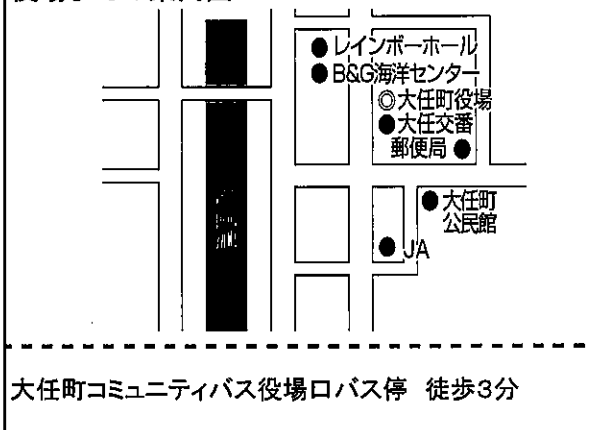 ●レインボーホール
●B&G海洋センター
◎大任町役場
●大任交番
郵便局●
●大任町
公民館
●JA
大任町コミュニティバス役場口バス停 徒歩3分